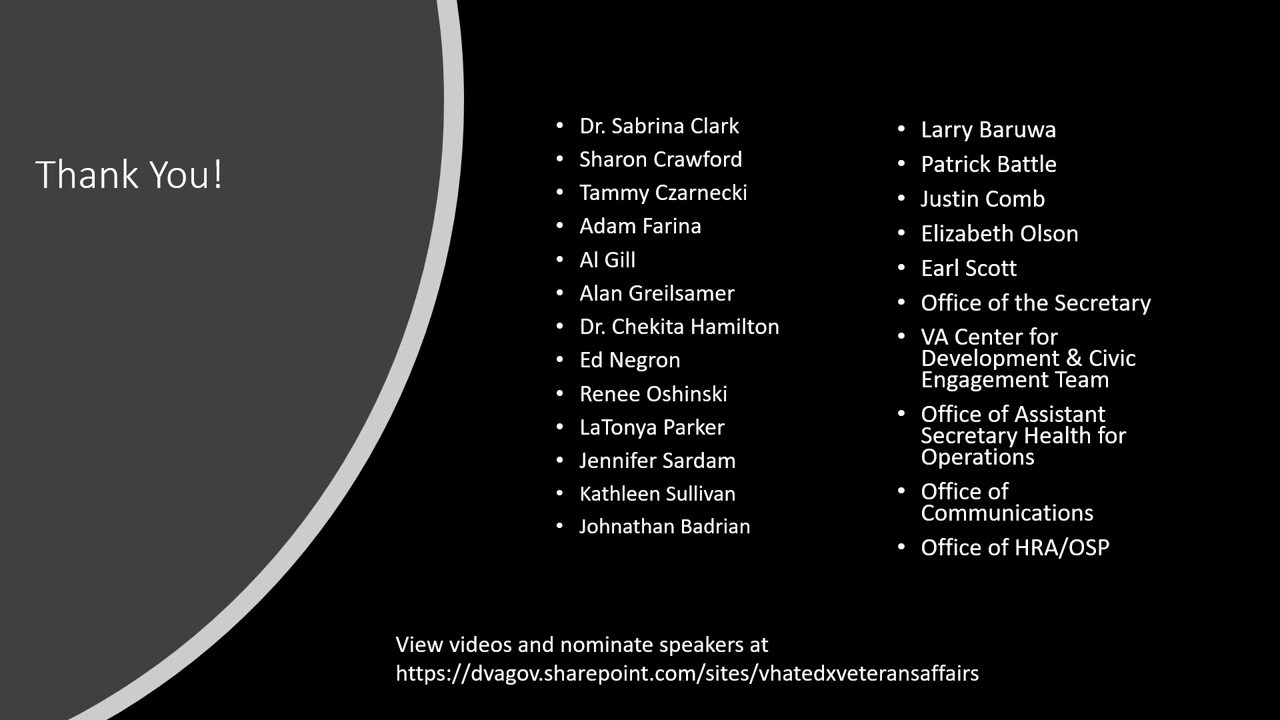 Thank You!
• Dr. Sabrina Clark
• Sharon Crawford
• Tammy Czarnecki
• Adam Farina
• Al Gill
• Alan Greilsamer
• Dr. Chekita Hamilton
• Ed Negron
• Renee Oshinski
• LaTonya Parker
• Jennifer Sardam
• Kathleen Sullivan
• Johnathan Badrian
• Larry Baruwa
• Patrick Battle
• Justin Comb
• Elizabeth Olson
• Earl Scott
• Office of the Secretary
• VA Center for
Development & Civic
Engagement Team
• Office of Assistant
Secretary Health for
Operations
• Office of
Communications
• Office of HRA/OSP
View videos and nominate speakers at
https://dvagov.sharepoint.com/sites/vhatedxveteransaffairs